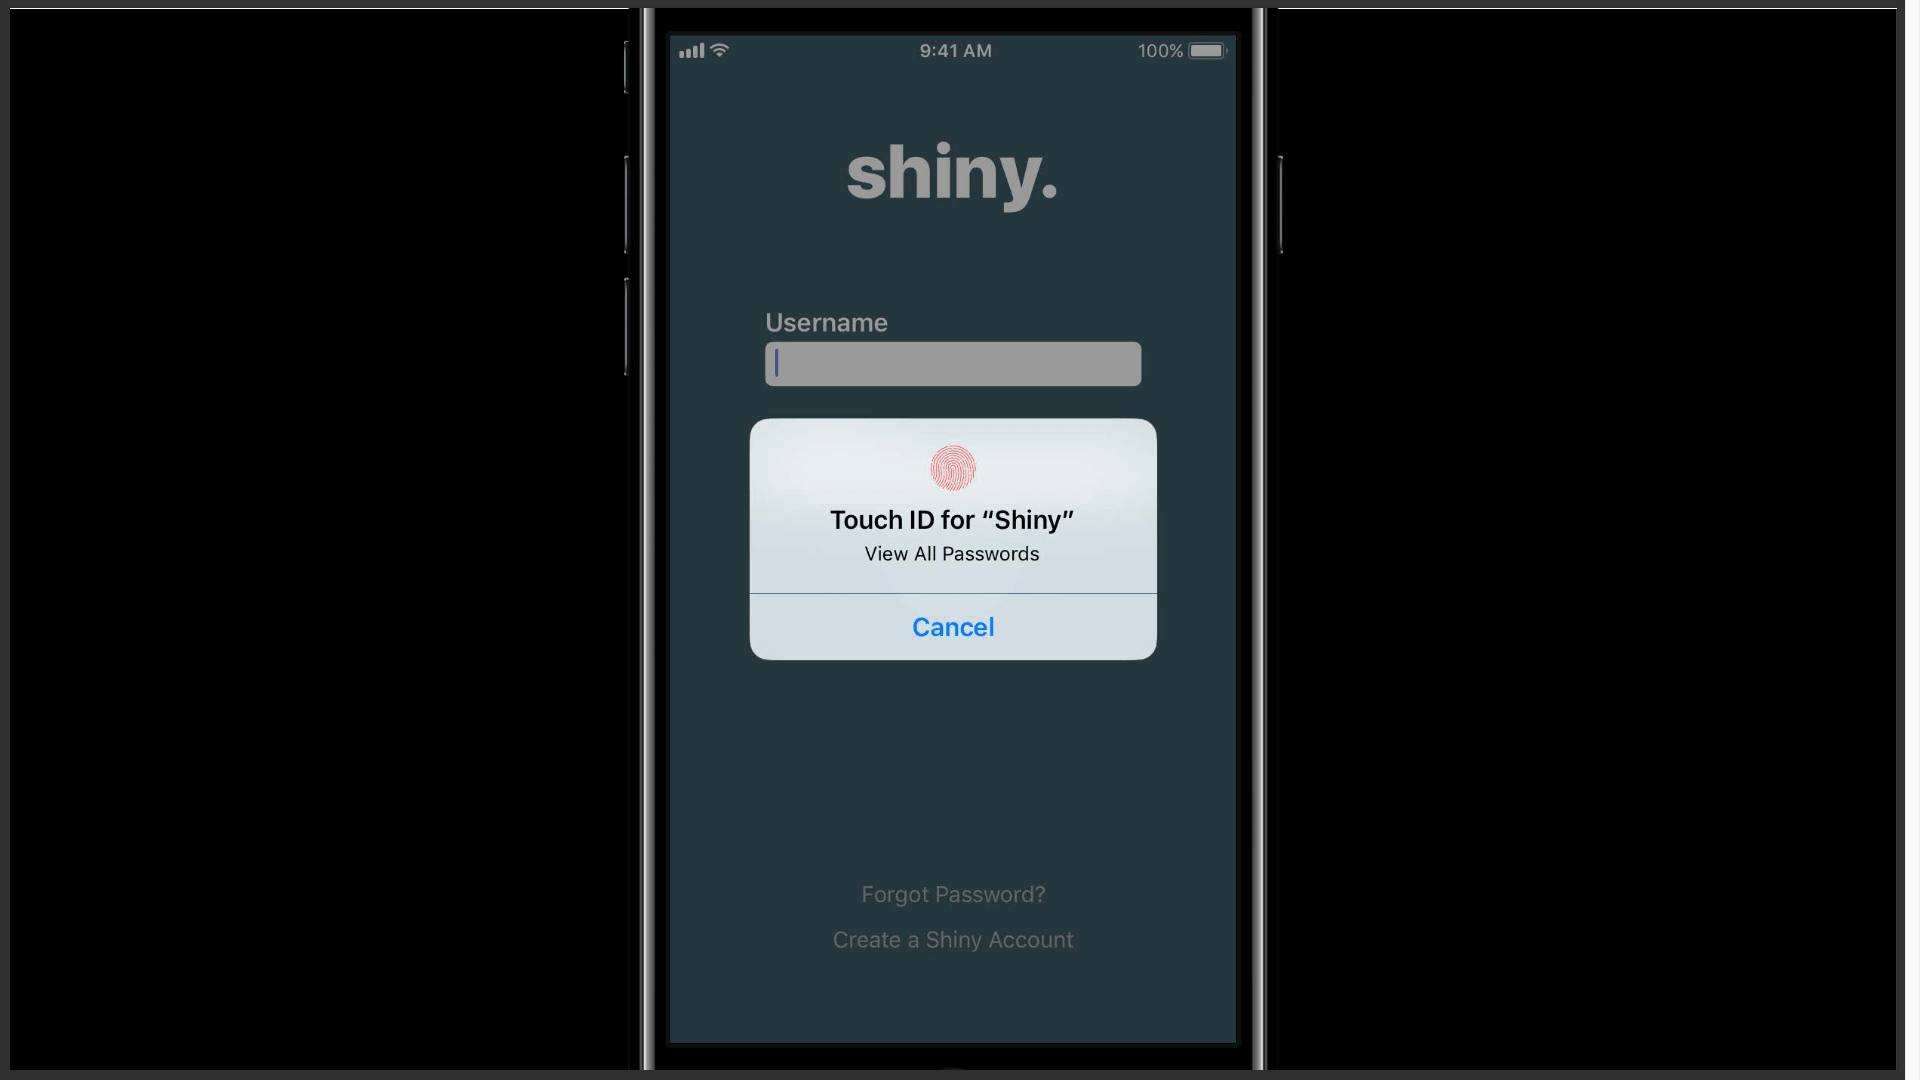 9:41 AM
100%
shiny.
Username
Touch ID for “Shiny”
View All Passwords
Cancel
Forgot Password?
Create a Shiny Account